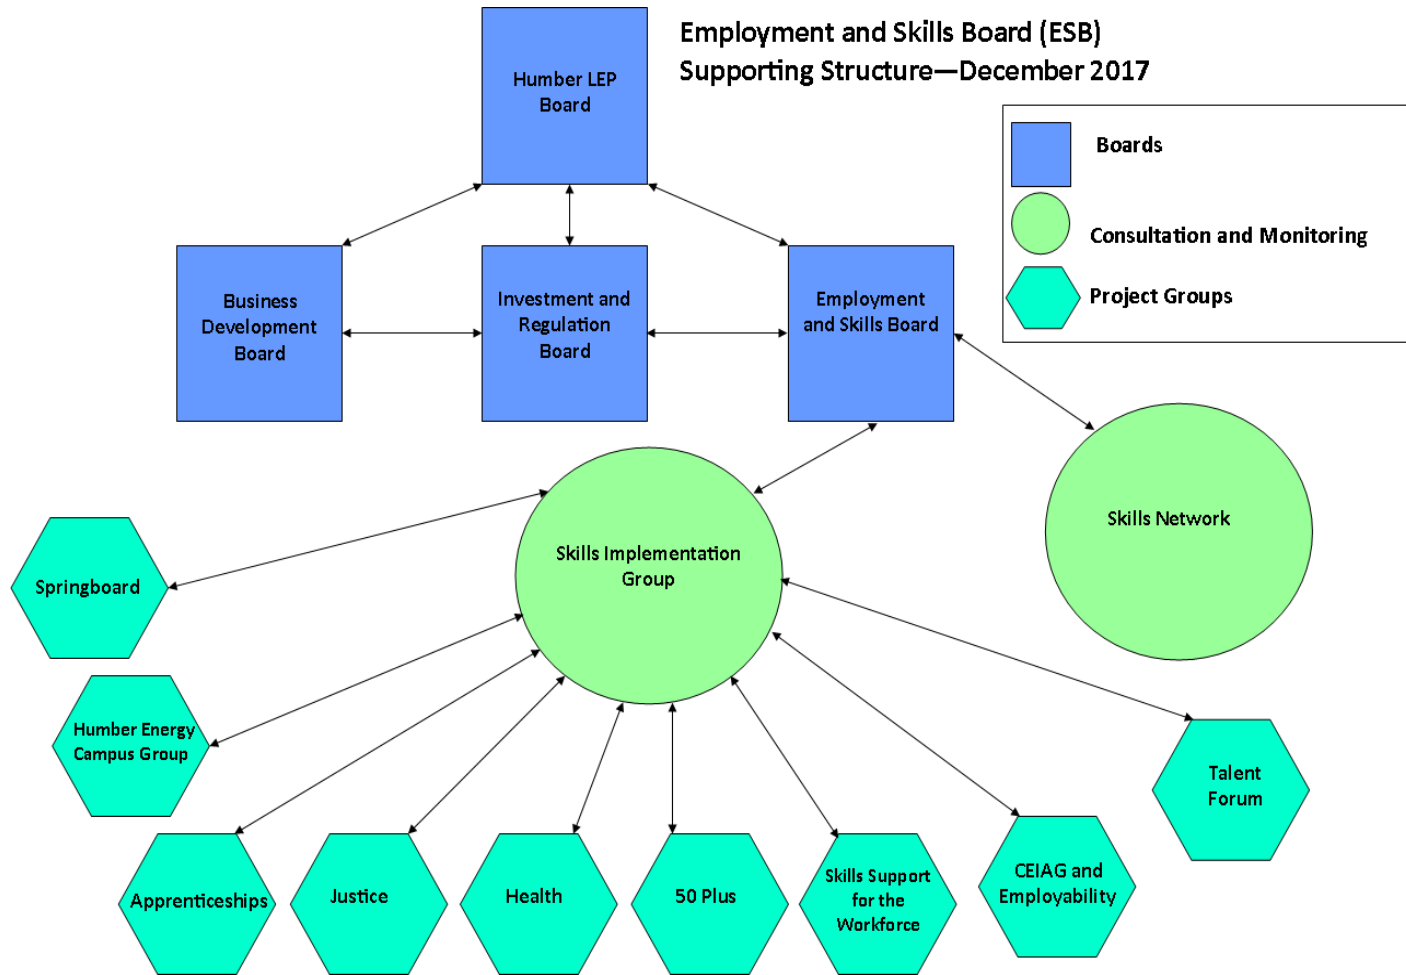 Employment and Skills Board (ESB)
Supporting Structure—December 2017
Humber LEP
Board
Boards
Consultation and Monitoring
Project Groups
Business
Development
Board
Investment and
Regulation
Board
Employment
and Skills Board
Skills Network
Skills Implementation
Group
Springboard
Humber Energy
Campus Group
Talent
Forum
Apprenticeships
Justice
Health
50 Plus
Skills Support
for the
Workforce
CEIAG and
Employability